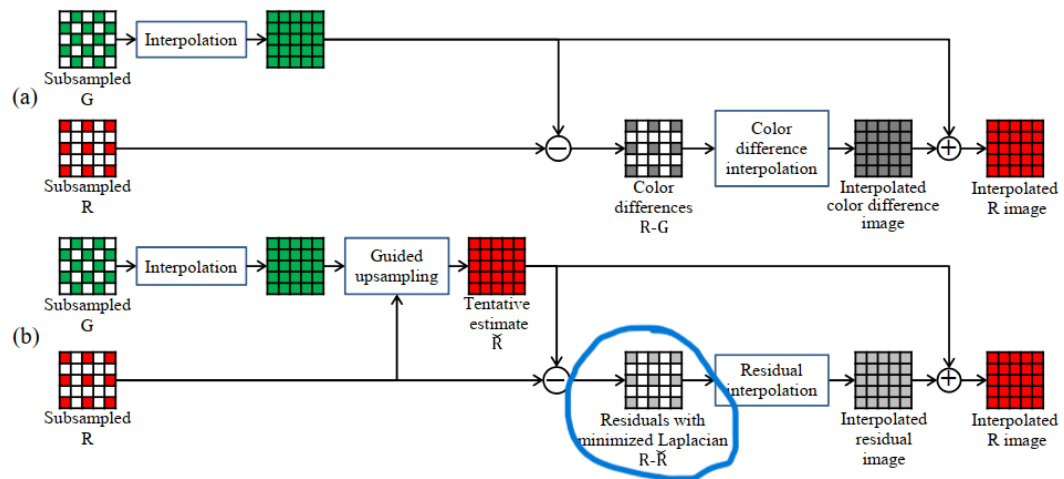 Interpolation
Subsampled
G
(a)
Subsampled
R
Color
differences
R-G
Color
difference
interpolation
Interpolated
color difference
image
Interpolated
R image
Interpolation
Guided
upsampling
Subsampled
G
Tentative
estimate
Ř
(b)
Subsampled
R
Residuals with
minimized Laplacian
R-Ř
Residual
interpolation
Interpolated
residual
image
Interpolated
R image